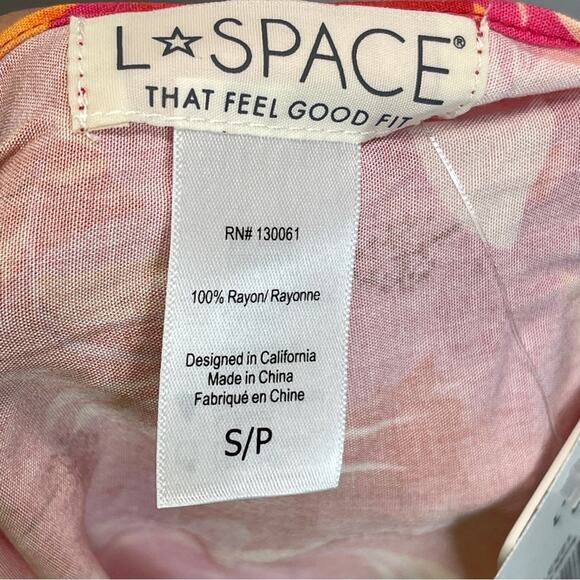 L☆SPACE®
THAT FEEL GOOD FIT
RN# 130061
100% Rayon/ Rayonne
Designed in California
Made in China
Fabriqué en Chine
S/P